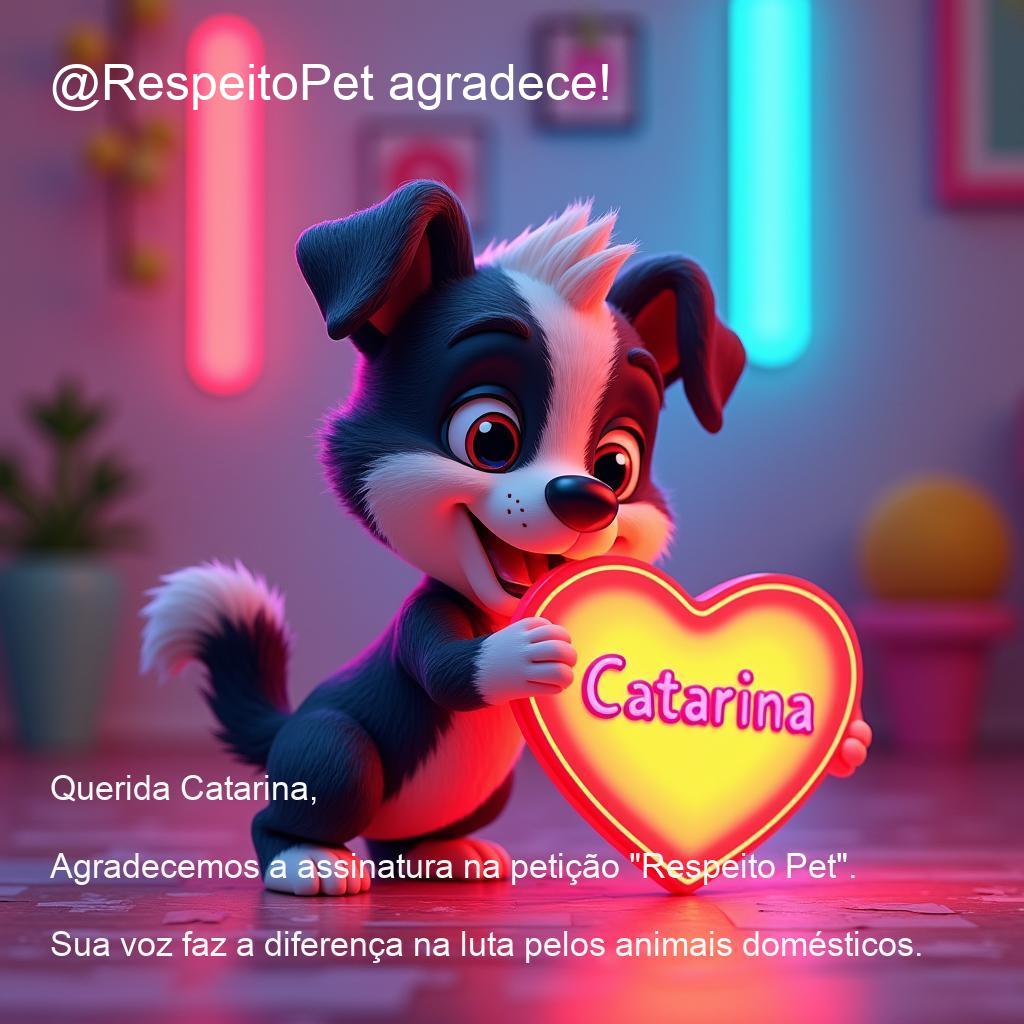 @RespeitoPet agradece!
Catarina
Querida Catarina,
Agradecemos a assinatura na petição "Respeito Pet".
Sua voz faz a diferença na luta pelos animais domésticos.